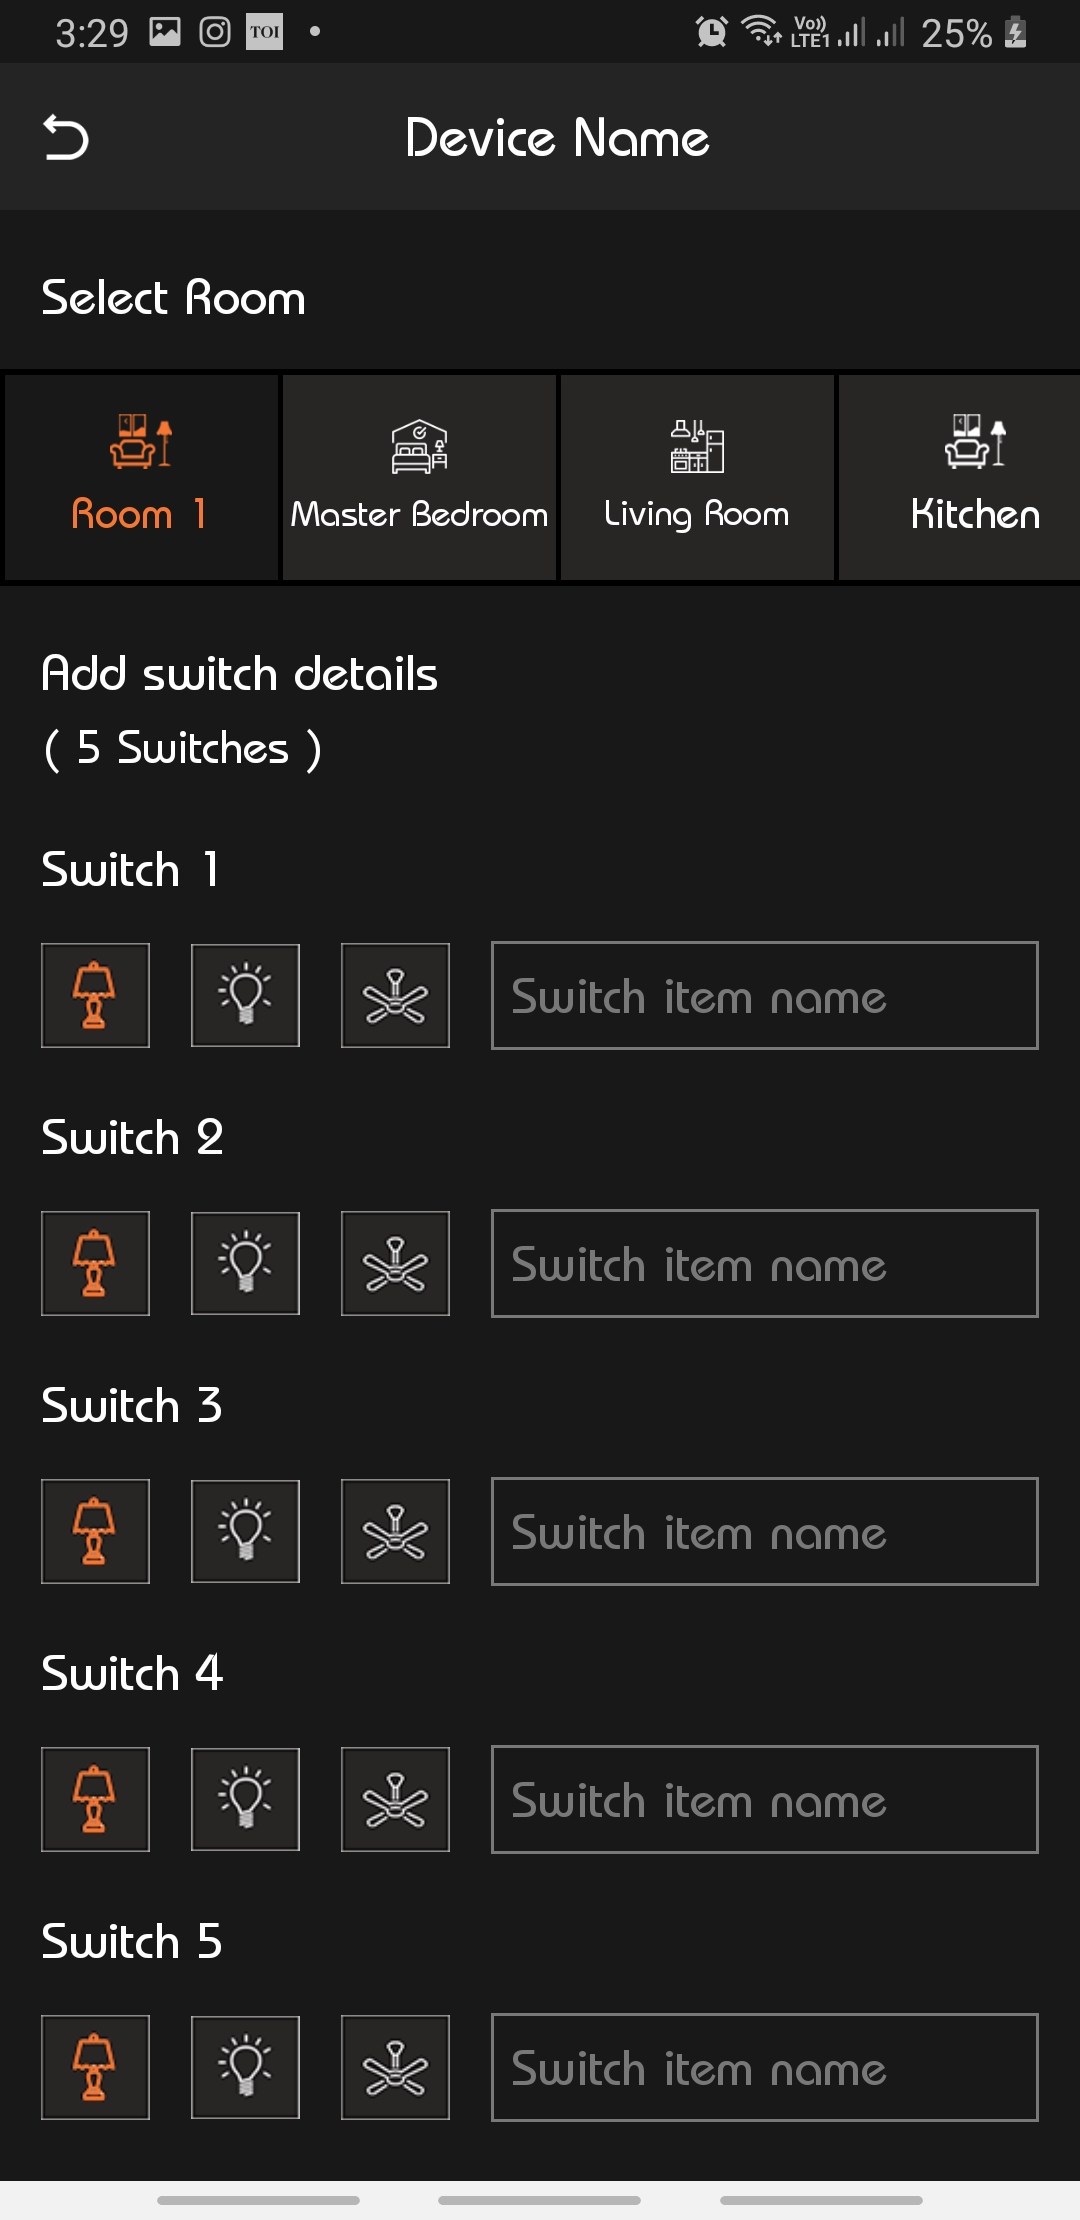 3:29 TOI Vo)) LTE1 25%
Device Name
Select Room
Room 1 Master Bedroom Living Room Kitchen
Add switch details
( 5 Switches )
Switch 1
Switch item name
Switch 2
Switch item name
Switch 3
Switch item name
Switch 4
Switch item name
Switch 5
Switch item name